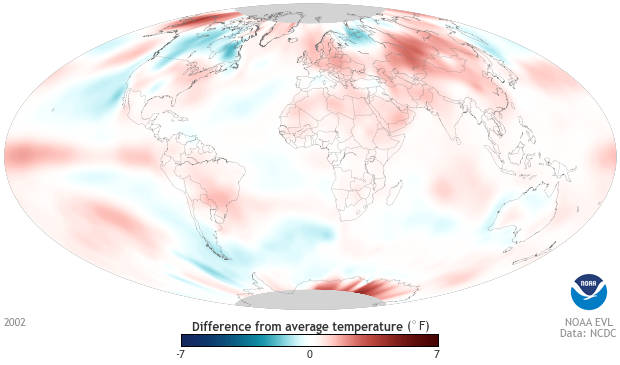 NOAA
2002
NOAA EVL
Data: NCDC
Difference from average temperature (°F)
-7 0 7